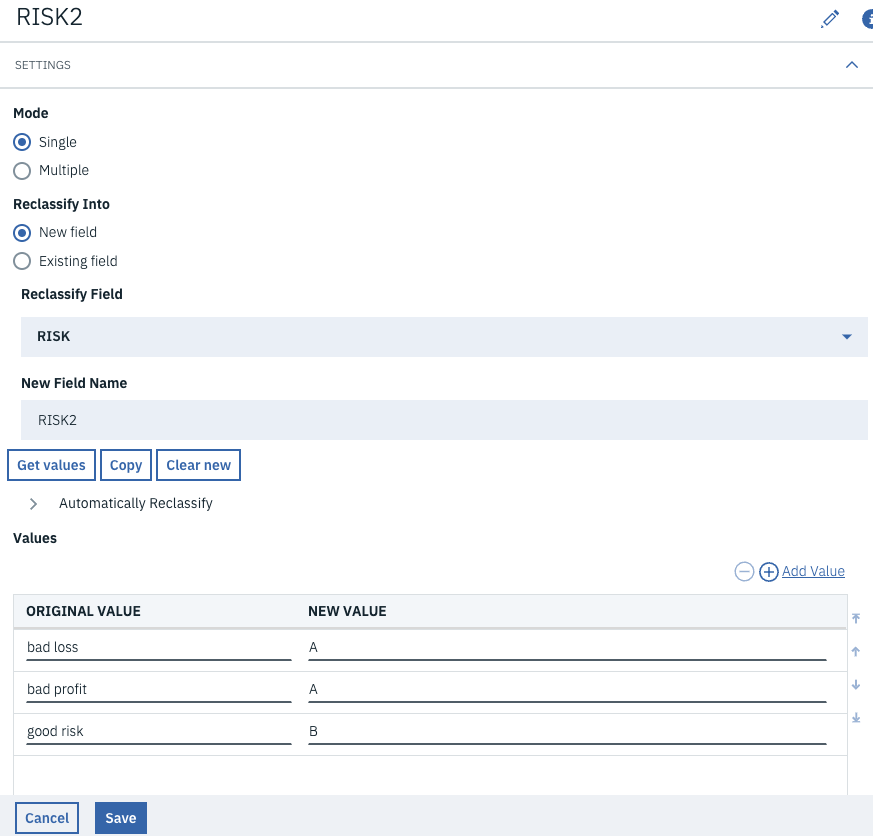 RISK2
SETTINGS
Mode
Single
Multiple
Reclassify Into
New field
Existing field
Reclassify Field
RISK
New Field Name
RISK2
Get values Copy Clear new
Automatically Reclassify
Values
Add Value
ORIGINAL VALUE NEW VALUE
bad loss A
bad profit A
good risk B
Cancel Save